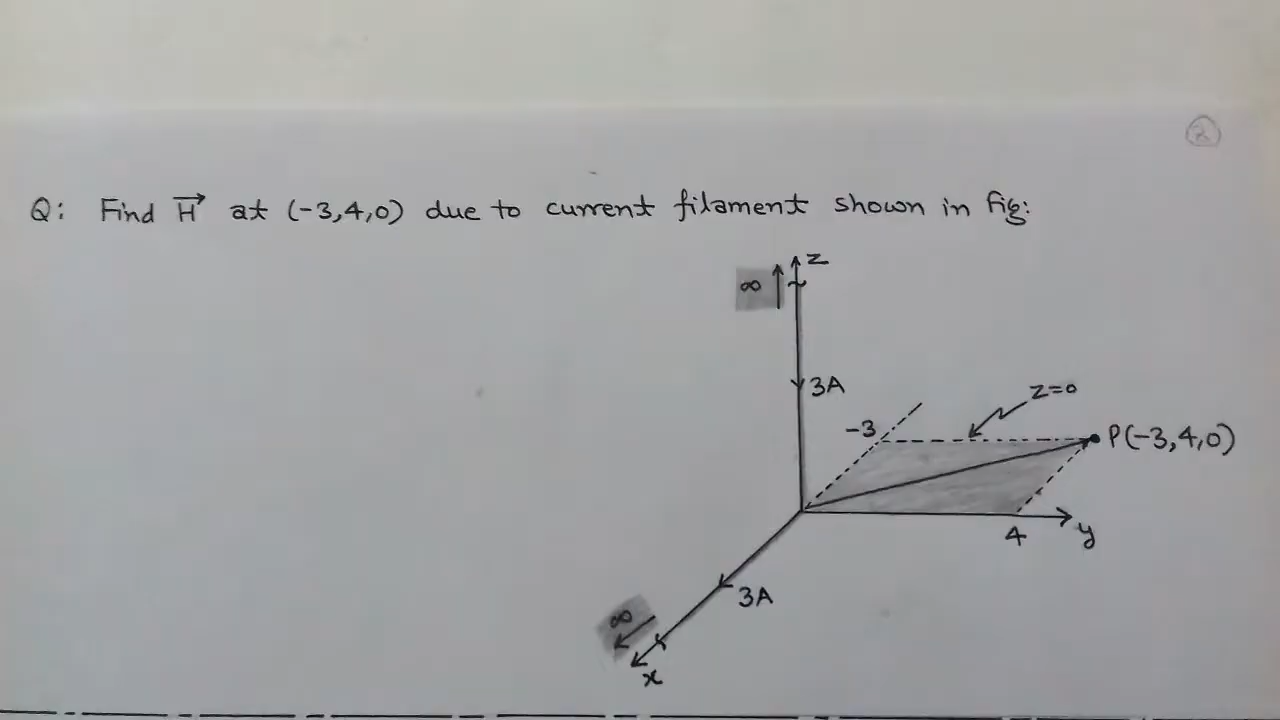 2
Q: Find H⃗ at (-3,4,0) due to current filament shown in fig:
z
∞
3A
z=0
-3
P(-3,4,0)
4
y
3A
∞
x